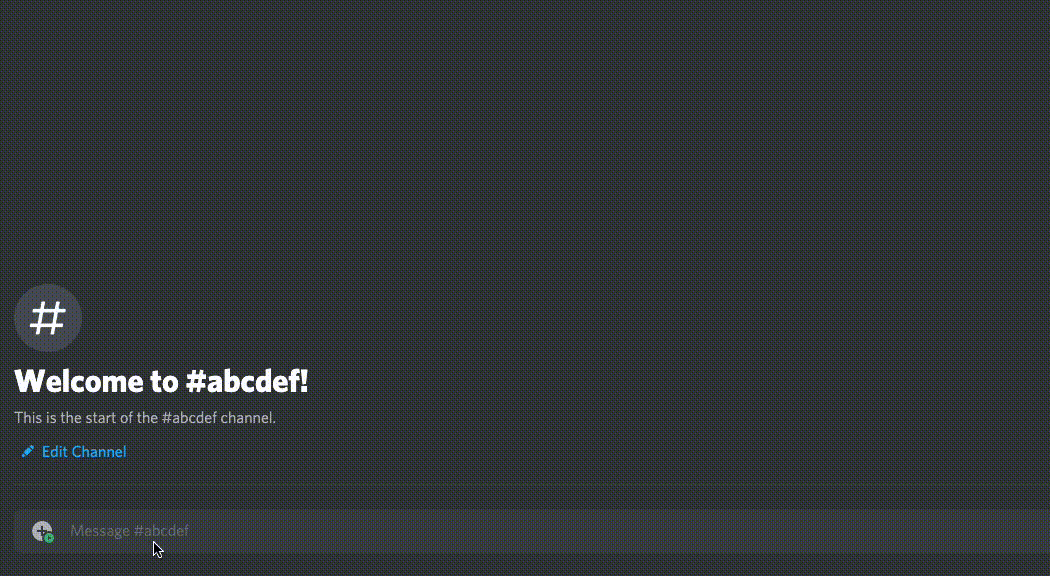 #
Welcome to #abcdef!
This is the start of the #abcdef channel.
Edit Channel
Message #abcdef